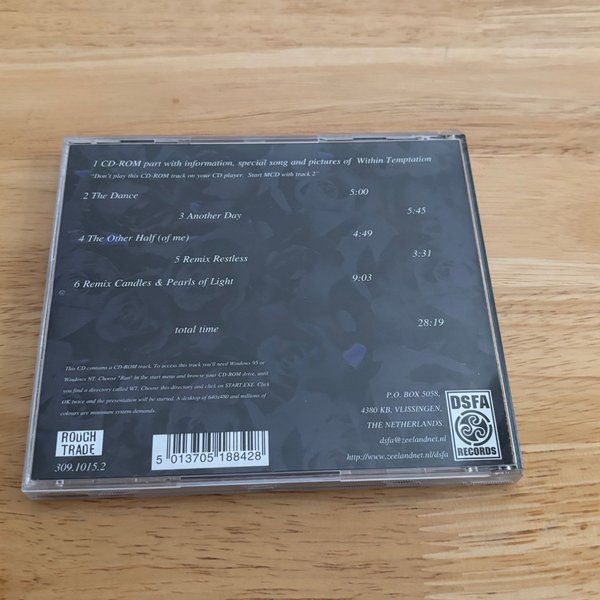 1 CD-ROM part with information, special song and pictures of Within Temptation
"Don't play this CD-ROM track on your CD player. Start MCD with track 2"
2 The Dance 5:00
3 Another Day 5:45
4 The Other Half (of me) 4:49
5 Remix Restless 3:31
6 Remix Candles & Pearls of Light 9:03
total time 28:19
This CD contains a CD-ROM track. To access this track you'll need Windows 95 or
Windows NT. Choose "Run" in the start menu and browse your CD-ROM drive, until
you find a directory called WT. Choose this directory and click on START.EXE. Click
OK twice and the presentation will be started. A desktop of 640x480 and millions of
colours are minimum system demands.
P.O. BOX 5058,
4380 KB, VLISSINGEN,
THE NETHERLANDS.
dsfa@zeelandnet.nl
http://www.zeelandnet.nl/dsfa
DSFA
RECORDS
ROUGH
TRADE
309.1015.2
5 013705 188428